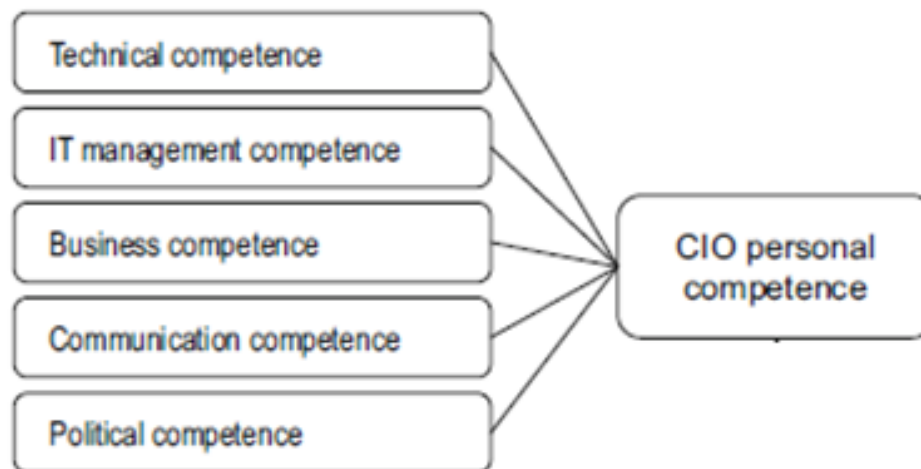 Technical competence
IT management competence
Business competence
Communication competence
Political competence
CIO personal
competence